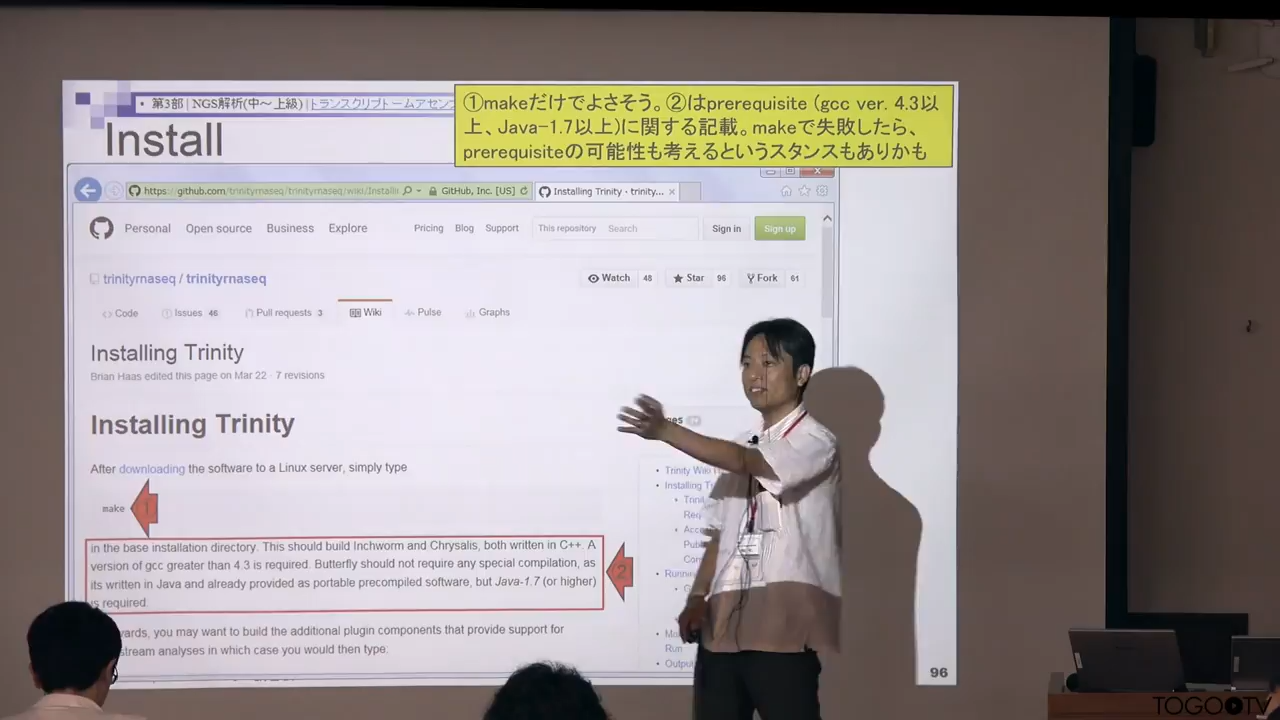 • 第3部 | NGS解析(中～上級) | トランスクリプトームアセン
Install
①makeだけでよさそう。②はprerequisite (gcc ver. 4.3以
上、Java-1.7以上)に関する記載。makeで失敗したら、
prerequisiteの可能性も考えるというスタンスもありかも
https://github.com/trinityrnaseq/trinityrnaseq/wiki/Installi
GitHub, Inc. [US]
Installing Trinity · trinity...
Personal Open source Business Explore
Pricing Blog Support
This repository Search
Sign in Sign up
trinityrnaseq / trinityrnaseq
Watch 48 Star 96 Fork 61
Code Issues 46 Pull requests 3 Wiki Pulse Graphs
Installing Trinity
Brian Haas edited this page on Mar 22 · 7 revisions
Installing Trinity
After downloading the software to a Linux server, simply type
make
1
in the base installation directory. This should build Inchworm and Chrysalis, both written in C++. A
version of gcc greater than 4.3 is required. Butterfly should not require any special compilation, as
its written in Java and already provided as portable precompiled software, but Java-1.7 (or higher)
is required.
2
wards, you may want to build the additional plugin components that provide support for
stream analyses in which case you would then type:
ges
• Trinity Wiki
• Installing Tr
• Trini
Req
• Acc
Pub
Con
• Runnin
Run
• Output
96
TOGOTV